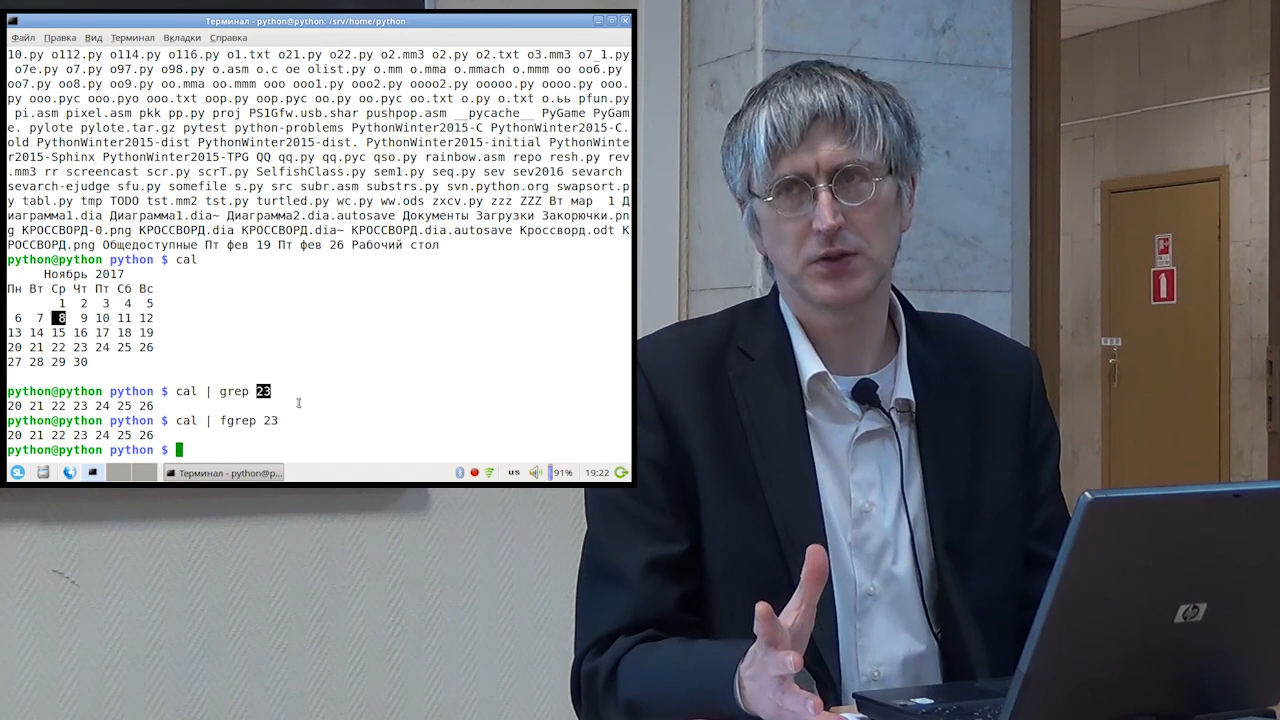 Терминал - python@python: /srv/home/python
Файл Правка Вид Терминал Вкладки Справка
10.py o112.py o114.py o116.py o1.txt o21.py o22.py o2.mm3 o2.py o2.txt o3.mm3 o7_1.py
o7e.py o7.py o97.py o98.py o.asm o.c oe olist.py o.mm o.mma o.mmach o.mmm oo oo6.py
oo7.py oo8.py oo9.py oo.mma oo.mmm ooo ooo1.py ooo2.py oooo2.py ooooo.py oooo.py ooo.
py ooo.pyc ooo.pyo ooo.txt oop.py oop.pyc oo.py oo.pyc oo.txt o.py o.txt o.ьь pfun.py
pi.asm pixel.asm pkk pp.py proj PS1Gfw.usb.shar pushpop.asm __pycache__ PyGame PyGam
e. pylote pylote.tar.gz pytest python-problems PythonWinter2015-C PythonWinter2015-C.
old PythonWinter2015-dist PythonWinter2015-dist. PythonWinter2015-initial PythonWinte
r2015-Sphinx PythonWinter2015-TPG QQ qq.py qq.pyc qso.py rainbow.asm repo resh.py rev
.mm3 rr screencast scr.py scrT.py SelfishClass.py sem1.py seq.py sev sev2016 sevarch
sevarch-ejudge sfu.py somefile s.py src subr.asm substrs.py svn.python.org swapsort.p
y tabl.py tmp TODO tst.mm2 tst.py turtled.py wc.py ww.ods zxcv.py zzz ZZZ Вт мар  1 Д
иаграмма1.dia Диаграмма1.dia~ Диаграмма2.dia.autosave Документы Загрузки Закорючки.pn
g КРОССВОРД-0.png КРОССВОРД.dia КРОССВОРД.dia~ КРОССВОРД.dia.autosave Кроссворд.odt К
РОССВОРД.png Общедоступные Пт фев 19 Пт фев 26 Рабочий стол
python@python python $ cal
Ноябрь 2017
Пн Вт Ср Чт Пт Сб Вс
1 2 3 4 5
6 7 8 9 10 11 12
13 14 15 16 17 18 19
20 21 22 23 24 25 26
27 28 29 30
python@python python $ cal | grep 23
20 21 22 23 24 25 26
python@python python $ cal | fgrep 23
20 21 22 23 24 25 26
python@python python $
Терминал - python@p... us 91% 19:22
hp